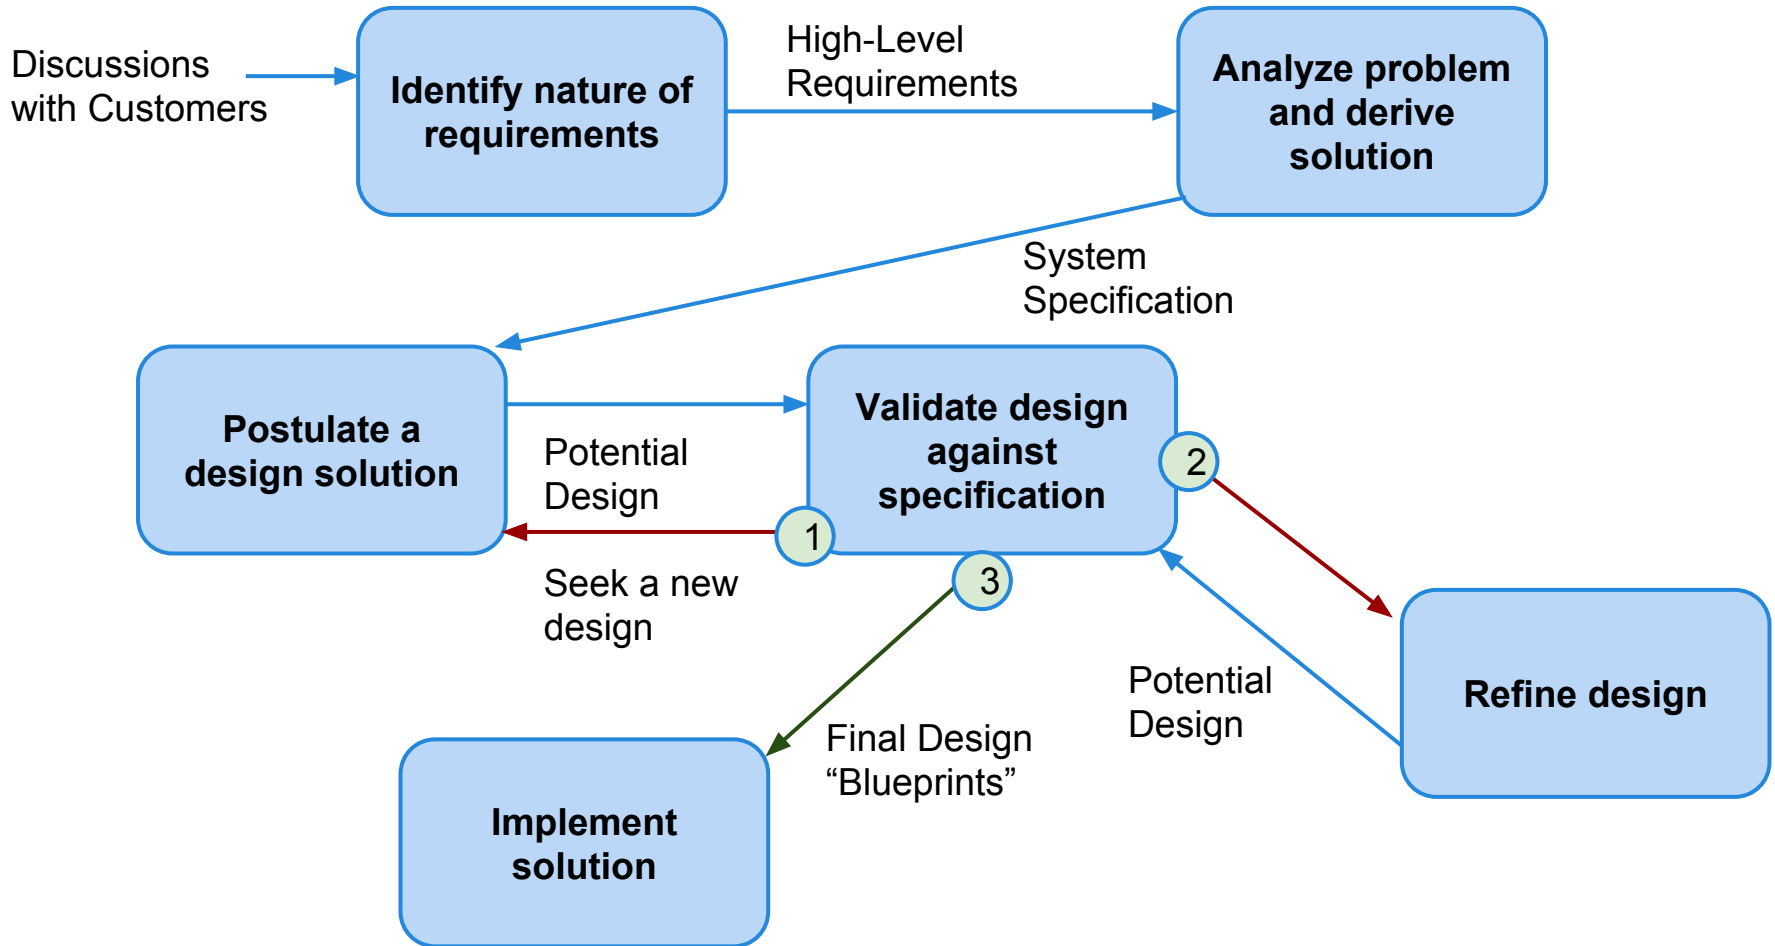 Discussions
with Customers
Identify nature of
requirements
High-Level
Requirements
Analyze problem
and derive
solution
System
Specification
Postulate a
design solution
Potential
Design
Validate design
against
specification
1
2
3
Seek a new
design
Refine design
Potential
Design
Final Design
“Blueprints”
Implement
solution